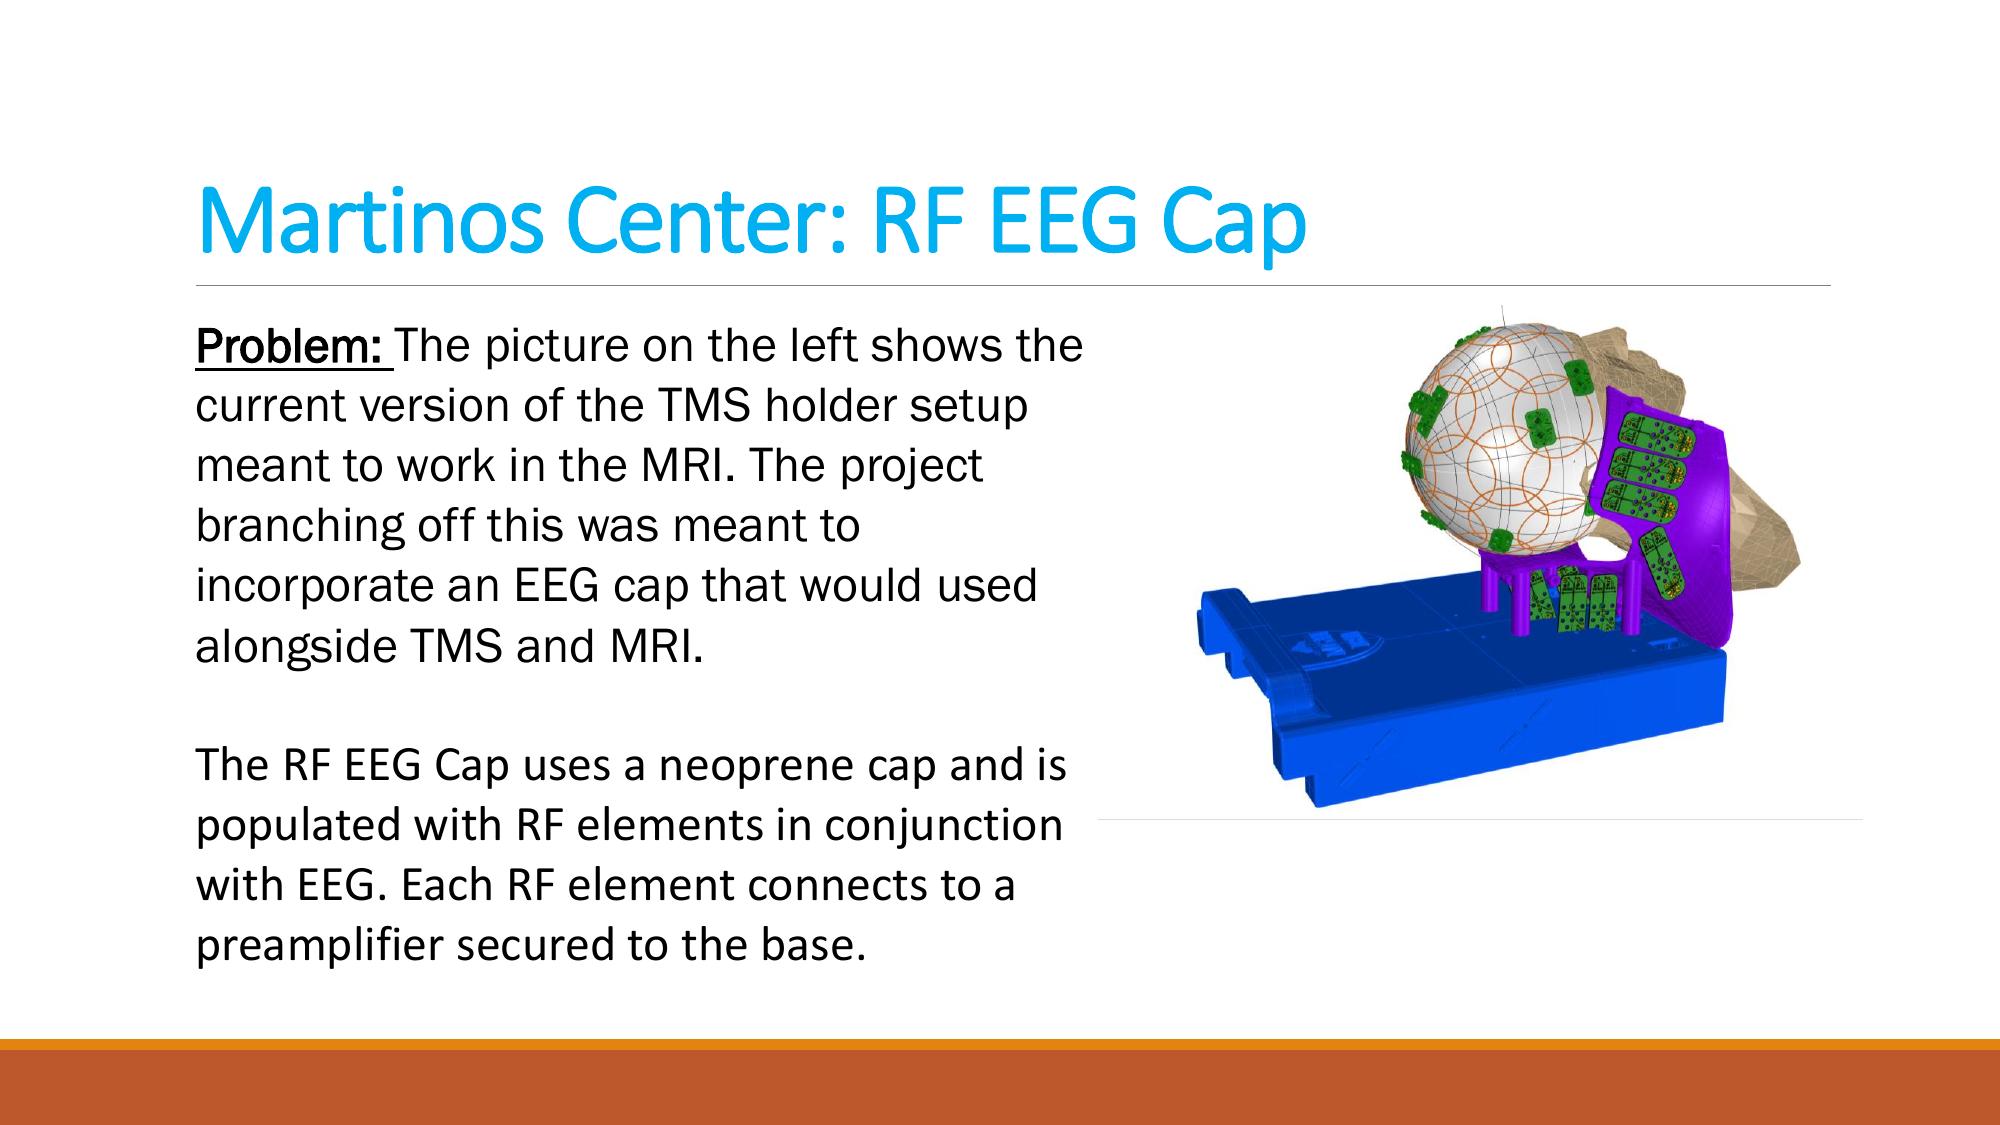 Martinos Center: RF EEG Cap
Problem: The picture on the left shows the
current version of the TMS holder setup
meant to work in the MRI. The project
branching off this was meant to
incorporate an EEG cap that would used
alongside TMS and MRI.
The RF EEG Cap uses a neoprene cap and is
populated with RF elements in conjunction
with EEG. Each RF element connects to a
preamplifier secured to the base.